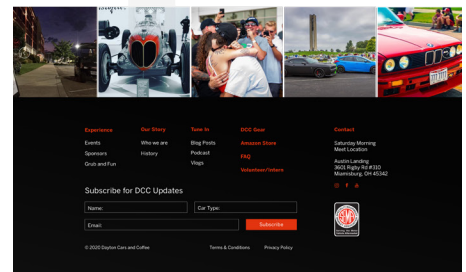 Experience
Our Story
Tune In
DCC Gear
Contact
Events
Who we are
Blog Posts
Amazon Store
Saturday Morning
Meet Location
Sponsors
History
Podcast
FAQ
Grub and Fun
Vlogs
Volunteer/Intern
Austin Landing
3601 Rigby Rd #310
Miamisburg, OH 45342
Subscribe for DCC Updates
Name:
Car Type:
Email:
Subscribe
© 2020 Dayton Cars and Coffee
Terms & Conditions
Privacy Policy